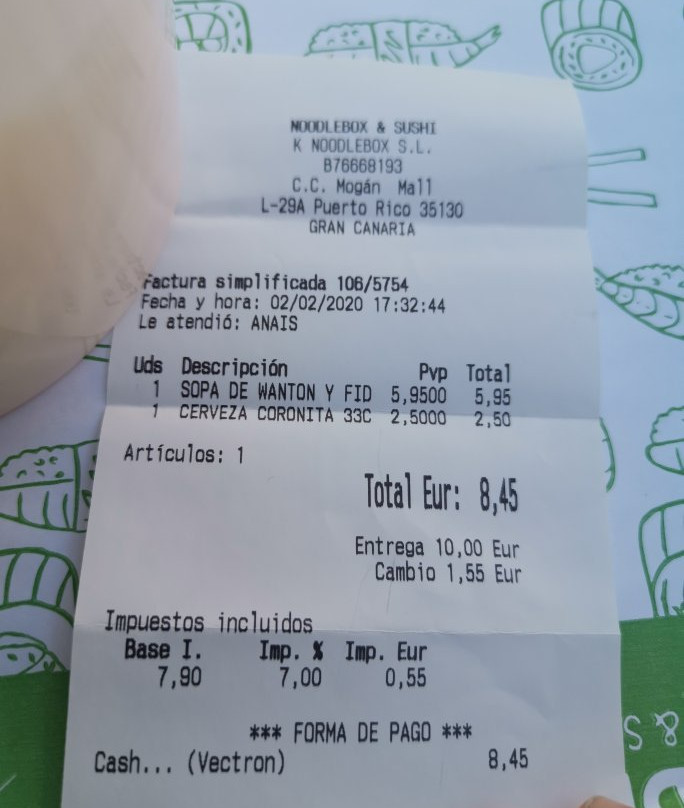 NOODLEBOX & SUSHI
K NOODLEBOX S.L.
B76668193
C.C. Mogán Mall
L-29A Puerto Rico 35130
GRAN CANARIA
Factura simplificada 106/5754
Fecha y hora: 02/02/2020 17:32:44
Le atendió: ANAIS
Uds Descripción Pvp Total
1 SOPA DE WANTON Y FID 5,9500 5,95
1 CERVEZA CORONITA 33C 2,5000 2,50
Artículos: 1
Total Eur: 8,45
Entrega 10,00 Eur
Cambio 1,55 Eur
Impuestos incluidos
Base I. Imp. % Imp. Eur
7,90 7,00 0,55
*** FORMA DE PAGO ***
Cash... (Vectron) 8,45
& S